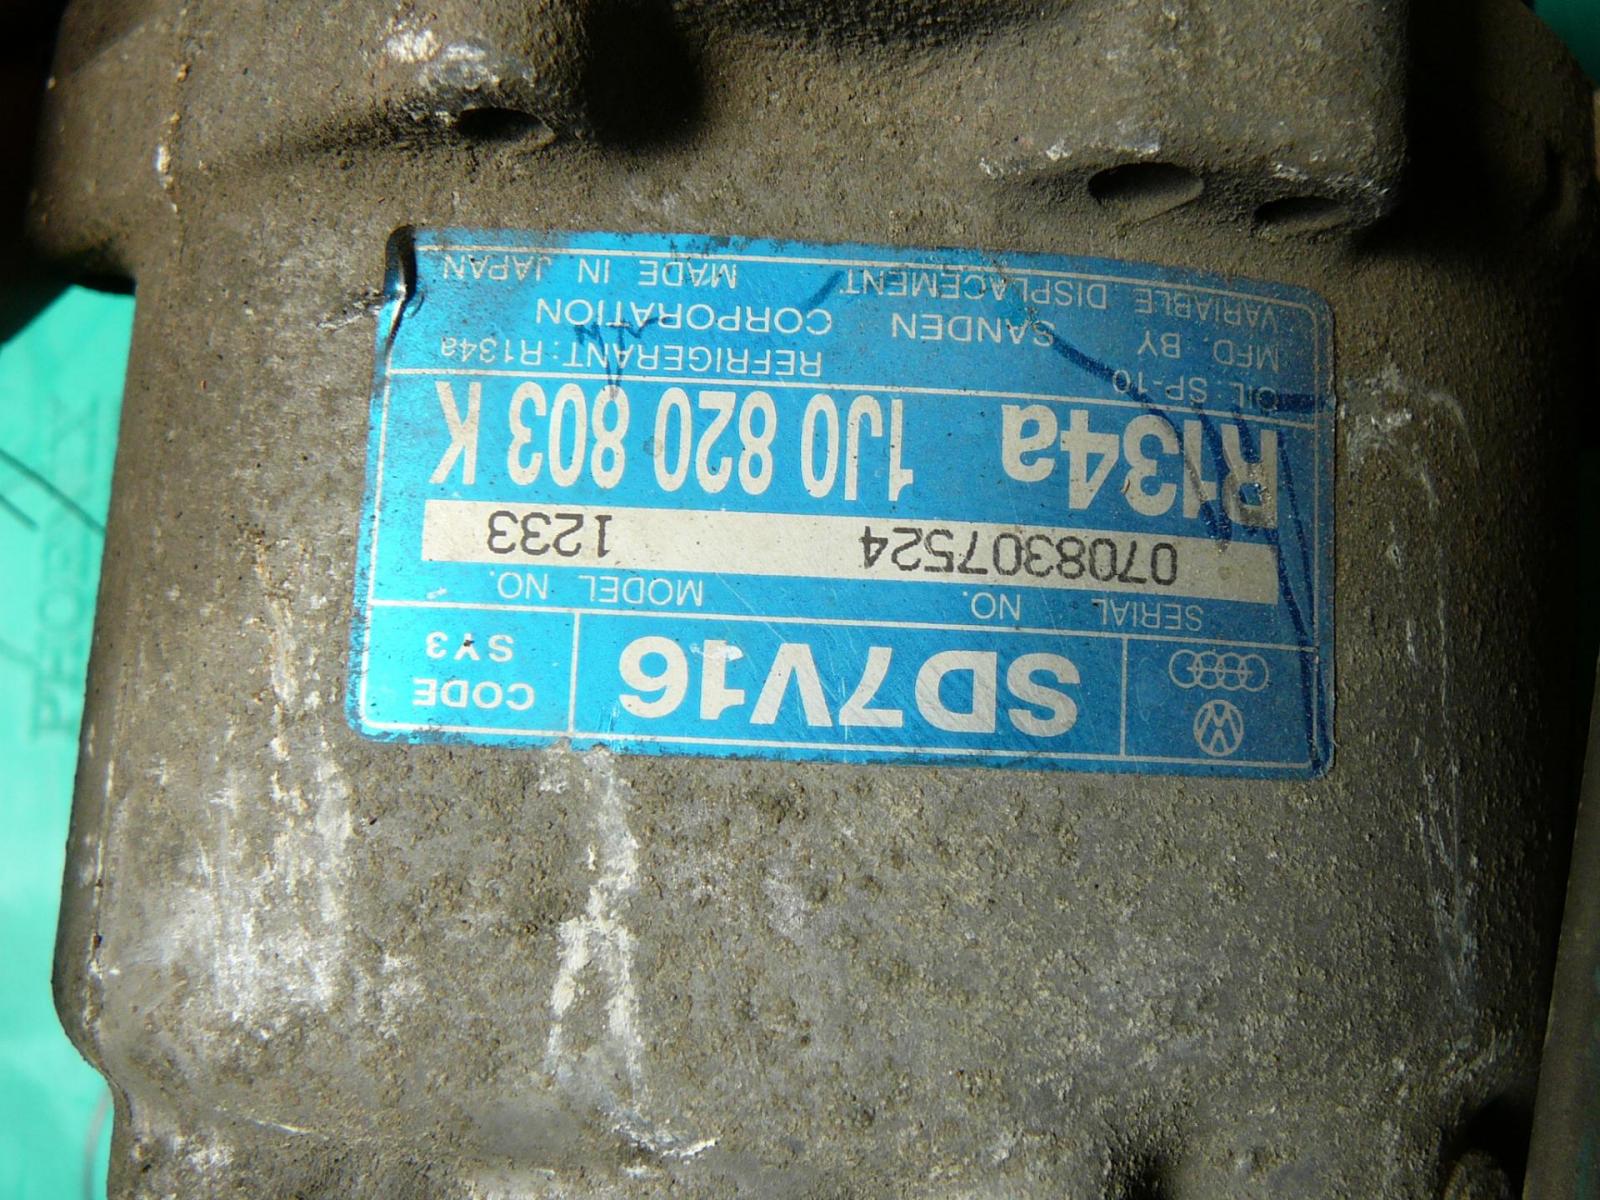 SD7V16
CODE
SY3
SERIAL NO. MODEL NO.
0708307524 1233
R134a 1J0 820 803 K
OIL: SP-10 REFRIGERANT: R134a
MFD. BY SANDEN CORPORATION
VARIABLE DISPLACEMENT MADE IN JAPAN